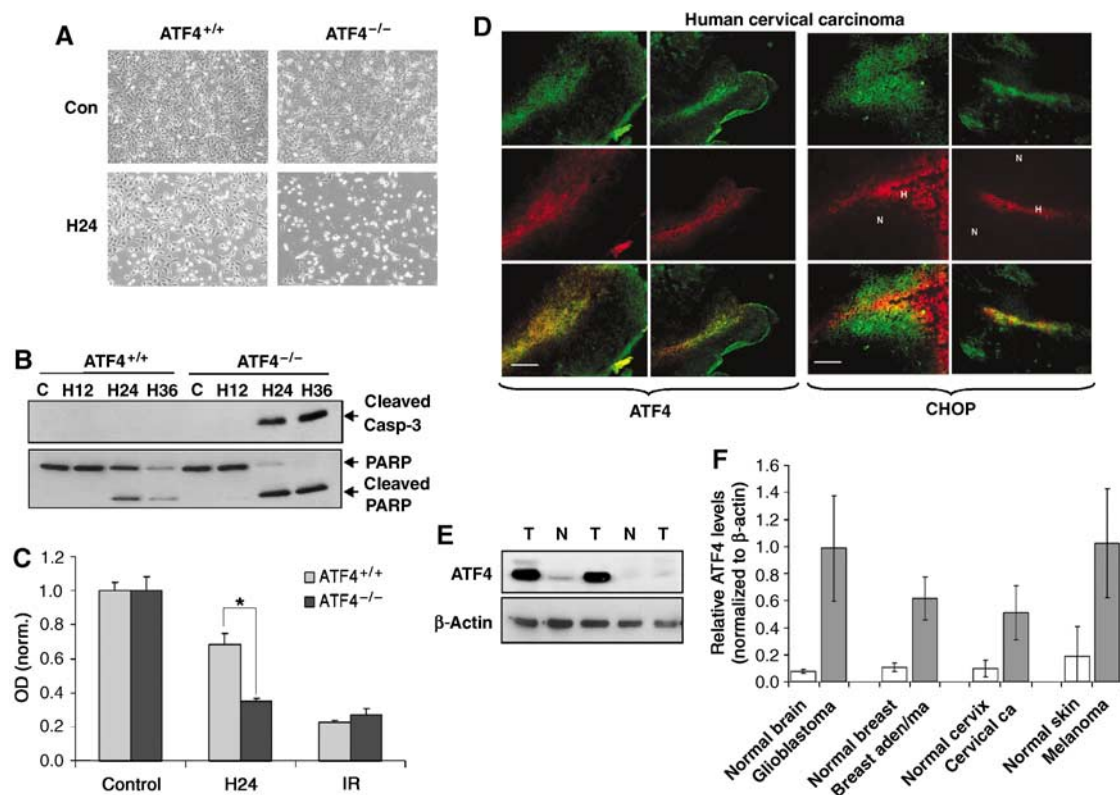 A
ATF4+/+ ATF4−/−
Con
H24
B
ATF4+/+ ATF4−/−
C H12 H24 H36 C H12 H24 H36
Cleaved
Casp-3
PARP
Cleaved
PARP
C
OD (norm.)
1.2
1.0
0.8
0.6
0.4
0.2
0.0
ATF4+/+
ATF4−/−
*
Control H24 IR
D
Human cervical carcinoma
N
H
N
N
H
N
ATF4 CHOP
E
T N T N T
ATF4
β-Actin
F
Relative ATF4 levels
(normalized to β-actin)
1.6
1.4
1.2
1.0
0.8
0.6
0.4
0.2
0.0
Normal brain
Glioblastoma
Normal breast
Breast aden/ma
Normal cervix
Cervical ca
Normal skin
Melanoma